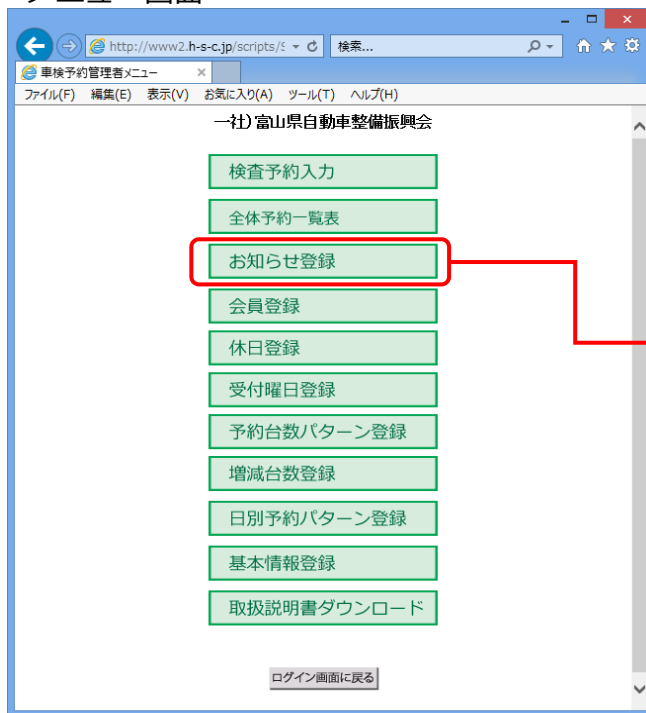 メニュー画面
http://www2.h-s-c.jp/scripts/
検索...
車検予約管理者メニュー
ファイル(F) 編集(E) 表示(V) お気に入り(A) ツール(T) ヘルプ(H)
一社)富山県自動車整備振興会
検査予約入力
全体予約一覧表
お知らせ登録
会員登録
休日登録
受付曜日登録
予約台数パターン登録
増減台数登録
日別予約パターン登録
基本情報登録
取扱説明書ダウンロード
ログイン画面に戻る